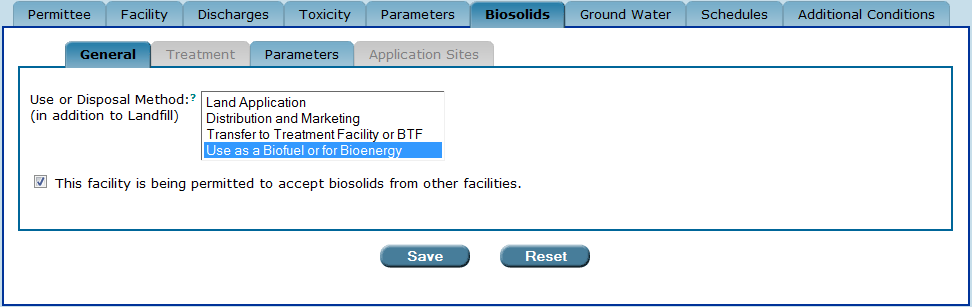 Permittee Facility Discharges Toxicity Parameters Biosolids Ground Water Schedules Additional Conditions
General Treatment Parameters Application Sites
Use or Disposal Method:?
(in addition to Landfill)
Land Application
Distribution and Marketing
Transfer to Treatment Facility or BTF
Use as a Biofuel or for Bioenergy
This facility is being permitted to accept biosolids from other facilities.
Save Reset